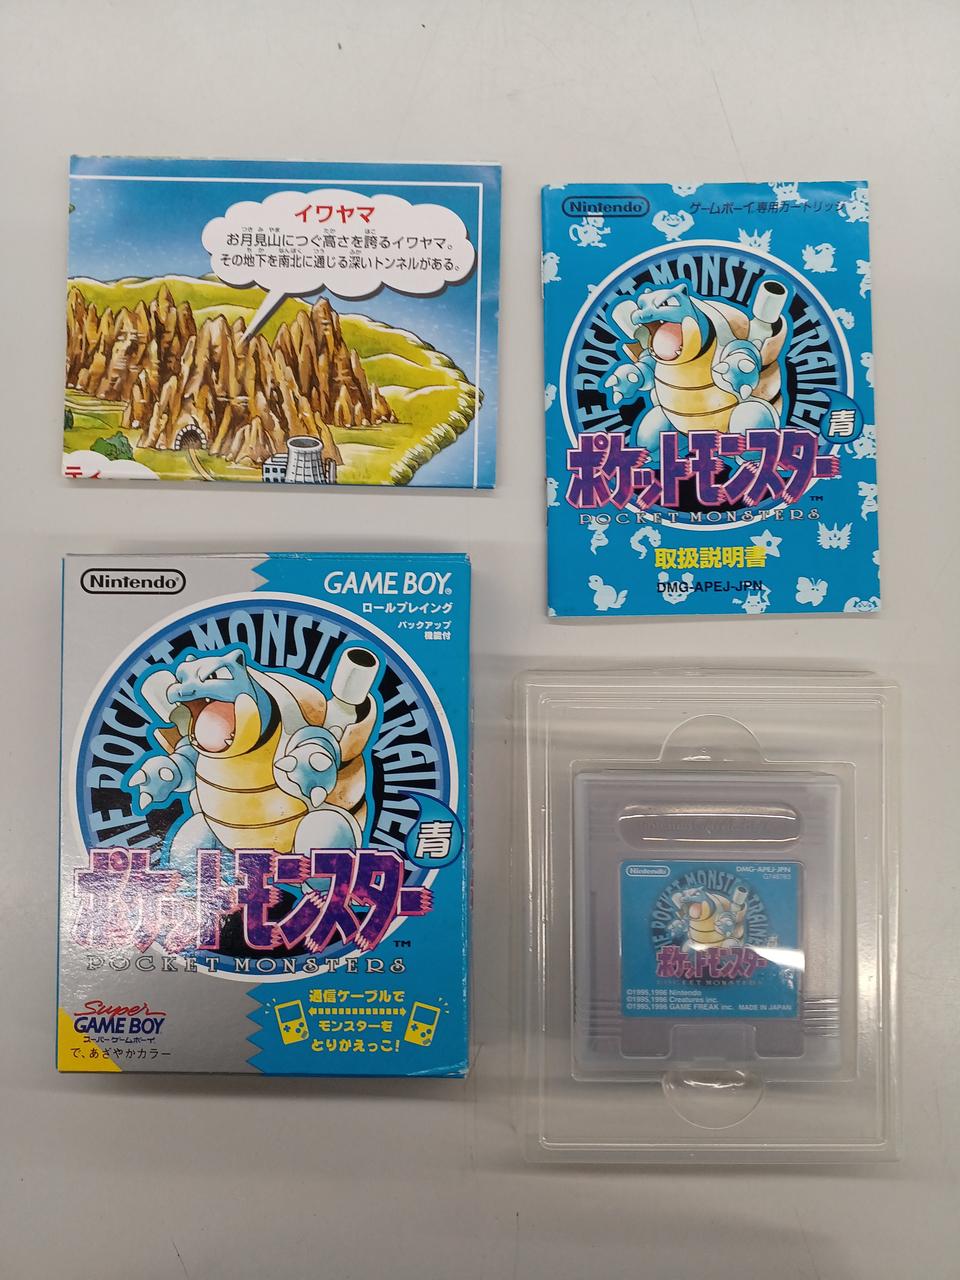 イワヤマ
お月見山につぐ高さを誇るイワヤマ。
その地下を南北に通じる深いトンネルがある。
Nintendo
ゲームボーイ専用カートリッジ
THE POCKET MONSTER TRAINER
青
ポケットモンスター
TM
POCKET MONSTERS
取扱説明書
DMG-APEJ-JPN
Nintendo
GAME BOY
ロールプレイング
バックアップ
機能付
THE POCKET MONSTER TRAINER
青
ポケットモンスター
TM
POCKET MONSTERS
Super
GAME BOY
スーパーゲームボーイ
で、あざやかカラー
通信ケーブルで
モンスターを
とりかえっこ!
Nintendo
DMG-APEJ-JPN
POCKET MONST TRAIN
ポケットモンスター
POCKET MONSTERS
©1995,1996 Nintendo
©1995,1996 Creatures inc.
©1995,1996 GAME FREAK inc. MADE IN JAPAN